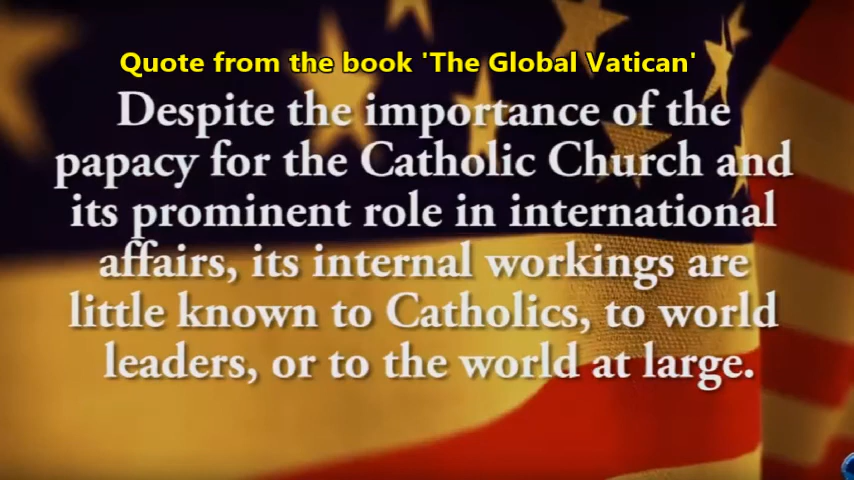 Quote from the book 'The Global Vatican'
Despite the importance of the
papacy for the Catholic Church and
its prominent role in international
affairs, its internal workings are
little known to Catholics, to world
leaders, or to the world at large.